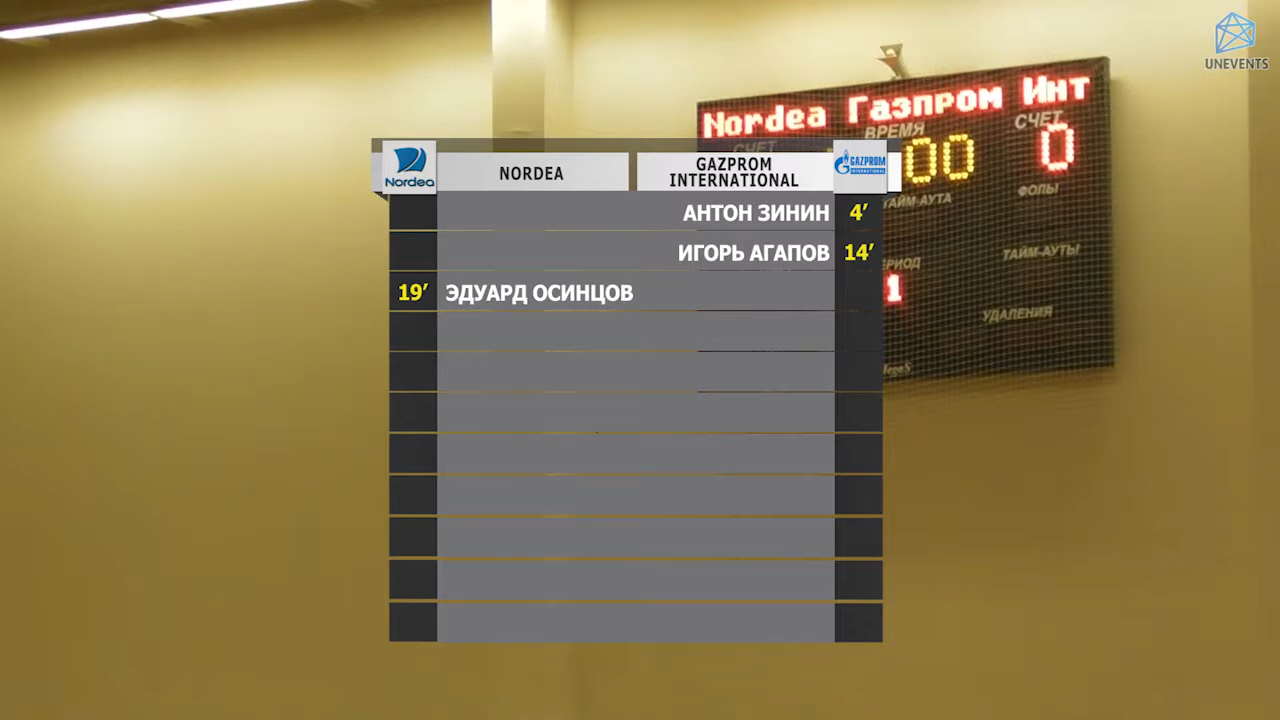 UNEVENTS
Nordea Газпром Инт
ВРЕМЯ
СЧЕТ
СЧЕТ
00
0
ТАЙМ-АУТА
ФОЛЫ
ТАЙМ-АУТЫ
1
УДАЛЕНИЯ
Nordea
NORDEA
GAZPROM
INTERNATIONAL
GAZPROM
INTERNATIONAL
АНТОН ЗИНИН 4′
ИГОРЬ АГАПОВ 14′
19′ ЭДУАРД ОСИНЦОВ